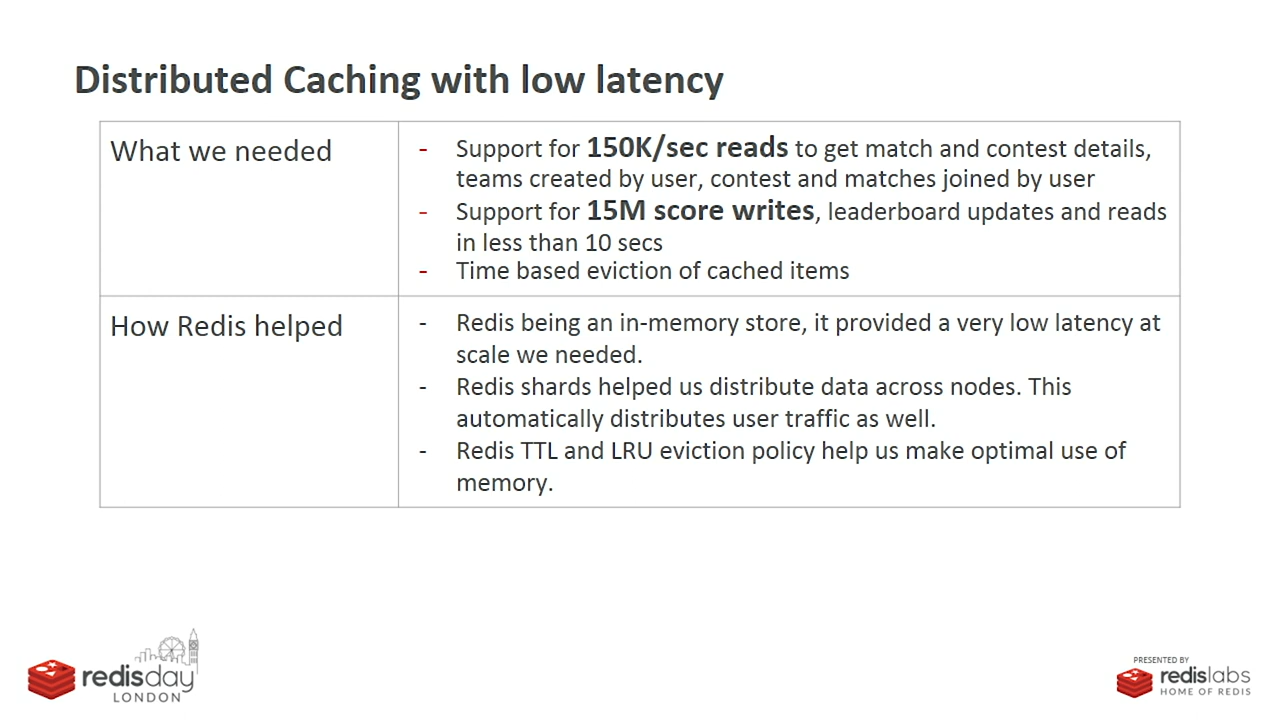 Distributed Caching with low latency
What we needed
- Support for 150K/sec reads to get match and contest details,
teams created by user, contest and matches joined by user
- Support for 15M score writes, leaderboard updates and reads
in less than 10 secs
- Time based eviction of cached items
How Redis helped
- Redis being an in-memory store, it provided a very low latency at
scale we needed.
- Redis shards helped us distribute data across nodes. This
automatically distributes user traffic as well.
- Redis TTL and LRU eviction policy help us make optimal use of
memory.
redisday
LONDON
PRESENTED BY
redislabs
HOME OF REDIS